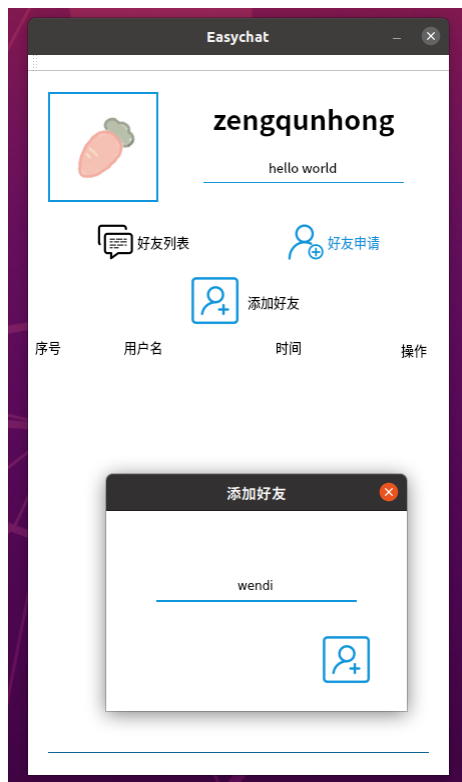 Easychat
zengqunhong
hello world
好友列表 好友申请
添加好友
序号 用户名 时间 操作
添加好友
wendi